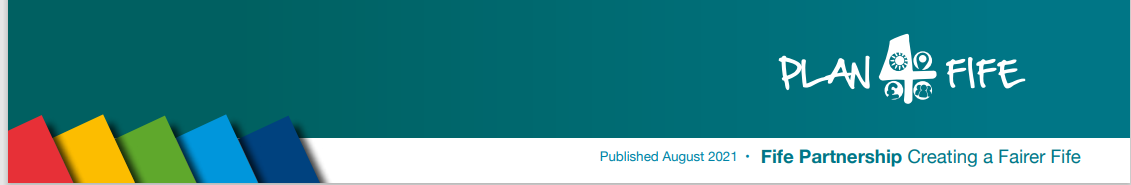 PLAN 4 FIFE
Published August 2021 • Fife Partnership Creating a Fairer Fife